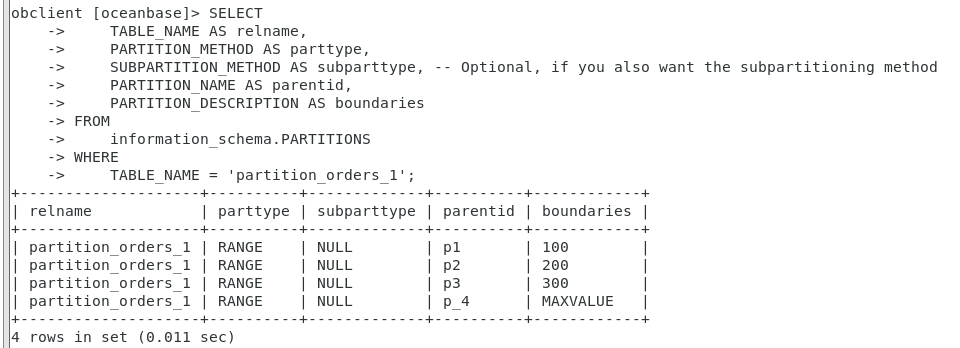 obclient [oceanbase]> SELECT
    ->     TABLE_NAME AS relname,
    ->     PARTITION_METHOD AS parttype,
    ->     SUBPARTITION_METHOD AS subparttype, -- Optional, if you also want the subpartitioning method
    ->     PARTITION_NAME AS parentid,
    ->     PARTITION_DESCRIPTION AS boundaries
    -> FROM
    ->     information_schema.PARTITIONS
    -> WHERE
    ->     TABLE_NAME = 'partition_orders_1';
+--------------------+----------+-------------+----------+------------+
| relname            | parttype | subparttype | parentid | boundaries |
+--------------------+----------+-------------+----------+------------+
| partition_orders_1 | RANGE    | NULL        | p1       | 100        |
| partition_orders_1 | RANGE    | NULL        | p2       | 200        |
| partition_orders_1 | RANGE    | NULL        | p3       | 300        |
| partition_orders_1 | RANGE    | NULL        | p_4      | MAXVALUE   |
+--------------------+----------+-------------+----------+------------+
4 rows in set (0.011 sec)